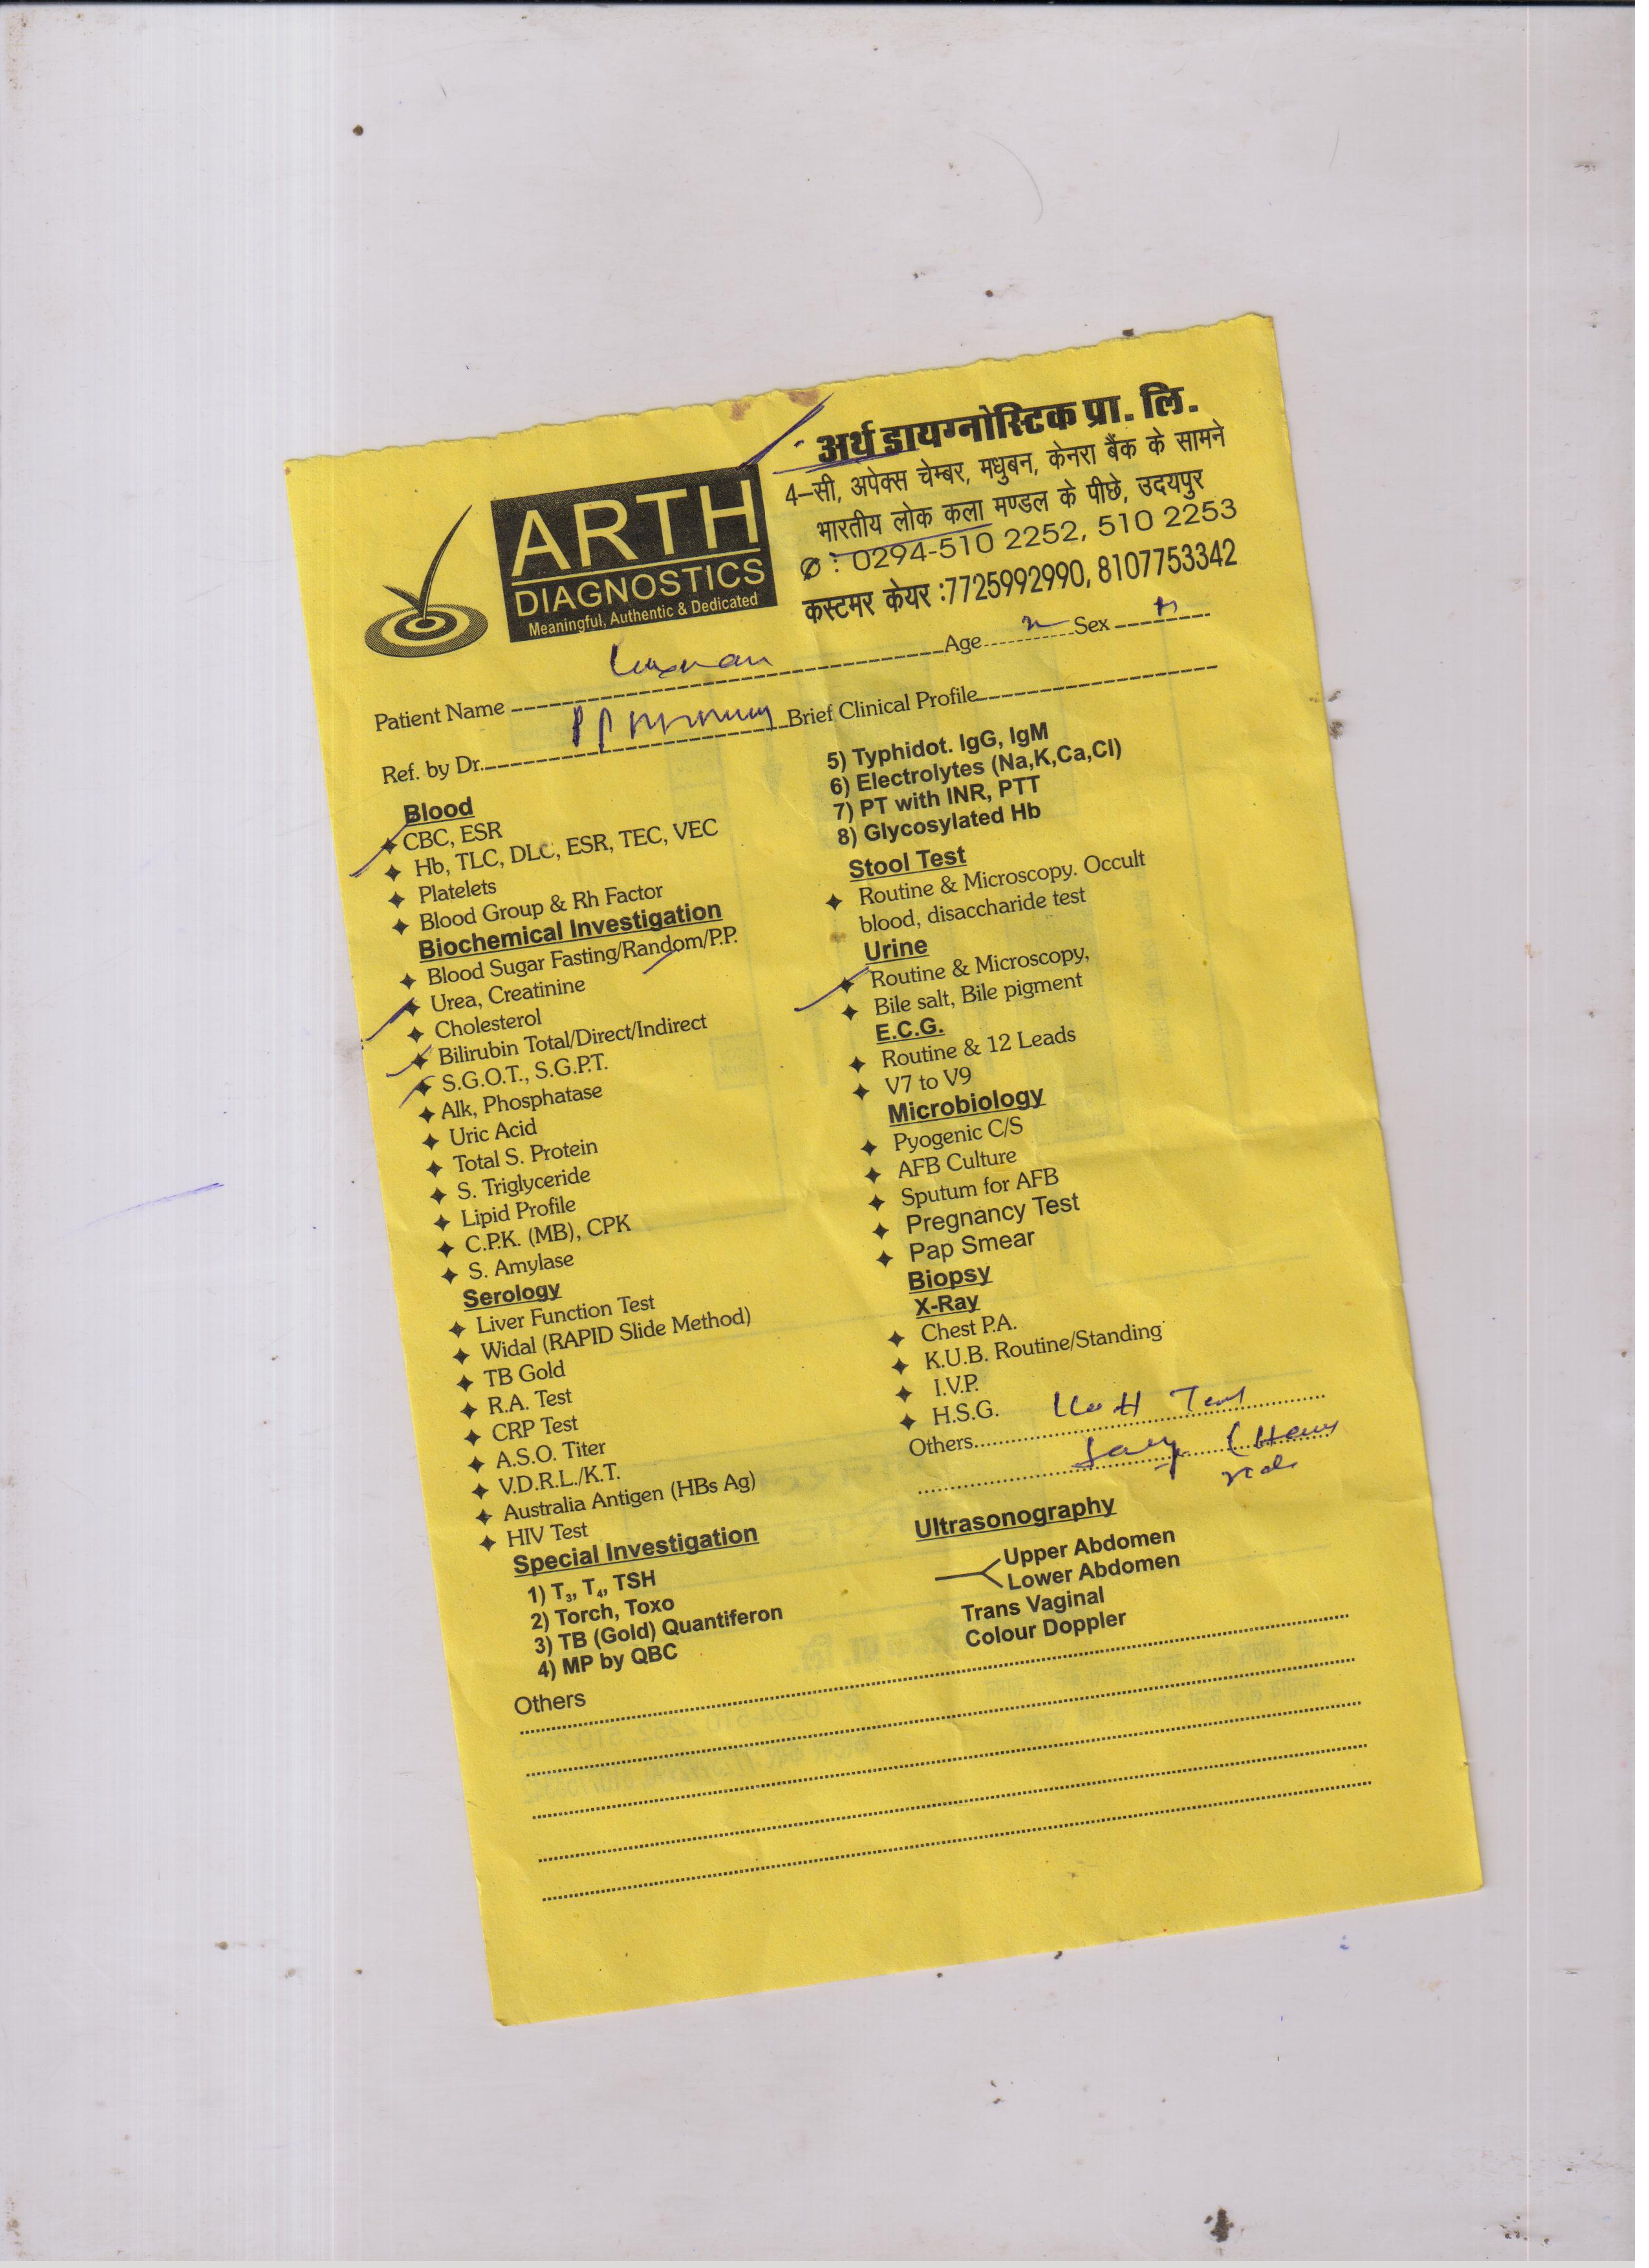 अर्थ डायग्नोस्टिक प्रा. लि.
4-सी, अपेक्स चेम्बर, मधुबन, केनरा बैंक के सामने
भारतीय लोक कला मण्डल के पीछे, उदयपुर
: 0294-510 2252, 510 2253
कस्टमर केयर :7725992990, 8107753342
ARTH
DIAGNOSTICS
Meaningful, Authentic & Dedicated
Patient Name Age Sex
Ref. by Dr. Brief Clinical Profile
Blood
CBC, ESR
Hb, TLC, DLC, ESR, TEC, VEC
Platelets
Blood Group & Rh Factor
Biochemical Investigation
Blood Sugar Fasting/Random/P.P.
Urea, Creatinine
Cholesterol
Bilirubin Total/Direct/Indirect
S.G.O.T., S.G.P.T.
Alk, Phosphatase
Uric Acid
Total S. Protein
S. Triglyceride
Lipid Profile
C.P.K. (MB), CPK
S. Amylase
Serology
Liver Function Test
Widal (RAPID Slide Method)
TB Gold
R.A. Test
CRP Test
A.S.O. Titer
V.D.R.L./K.T.
Australia Antigen (HBs Ag)
HIV Test
Special Investigation
1) T₃, T₄, TSH
2) Torch, Toxo
3) TB (Gold) Quantiferon
4) MP by QBC
5) Typhidot. IgG, IgM
6) Electrolytes (Na,K,Ca,Cl)
7) PT with INR, PTT
8) Glycosylated Hb
Stool Test
Routine & Microscopy. Occult
blood, disaccharide test
Urine
Routine & Microscopy,
Bile salt, Bile pigment
E.C.G.
Routine & 12 Leads
V7 to V9
Microbiology
Pyogenic C/S
AFB Culture
Sputum for AFB
Pregnancy Test
Pap Smear
Biopsy
X-Ray
Chest P.A.
K.U.B. Routine/Standing
I.V.P.
H.S.G.
Others
Ultrasonography
Upper Abdomen
Lower Abdomen
Trans Vaginal
Colour Doppler
Others